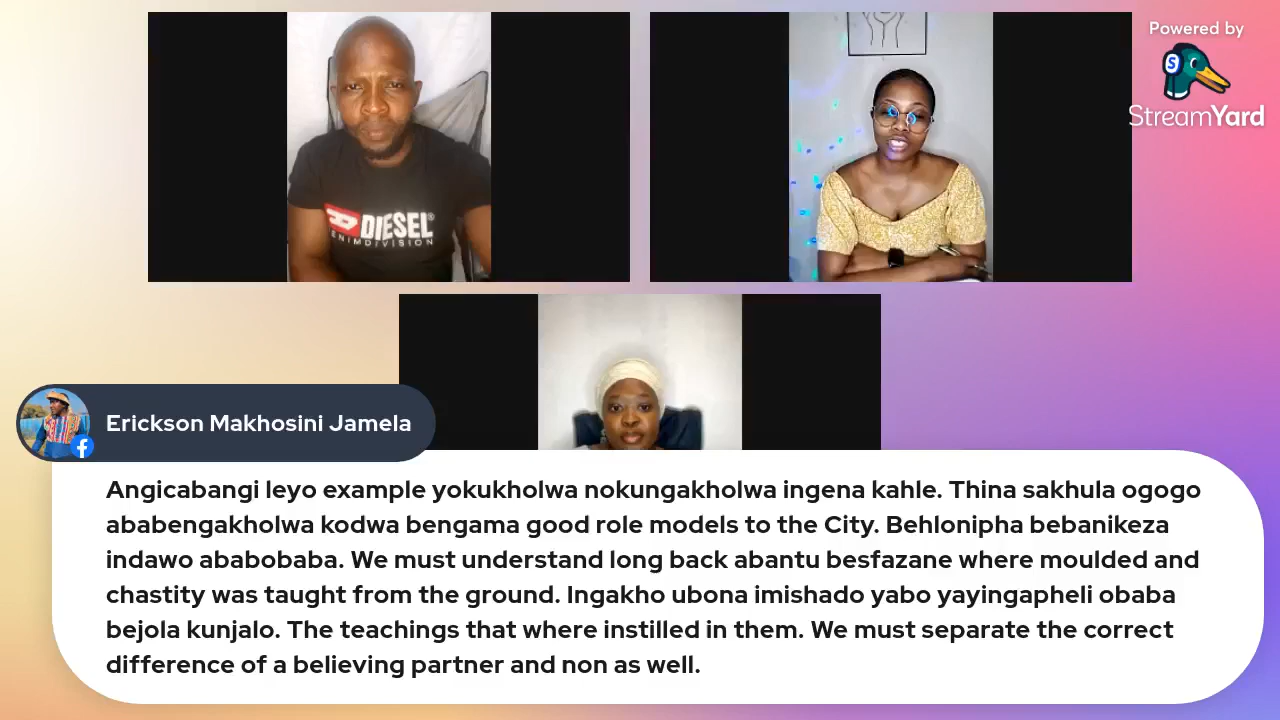 Powered by
S
StreamYard
DIESEL®
Erickson Makhosini Jamela
Angicabangi leyo example yokukholwa nokungakholwa ingena kahle. Thina sakhula ogogo
ababengakholwa kodwa bengama good role models to the City. Behlonipha bebanikeza
indawo ababobaba. We must understand long back abantu besfazane where moulded and
chastity was taught from the ground. Ingakho ubona imishado yabo yayingapheli obaba
bejola kunjalo. The teachings that where instilled in them. We must separate the correct
difference of a believing partner and non as well.